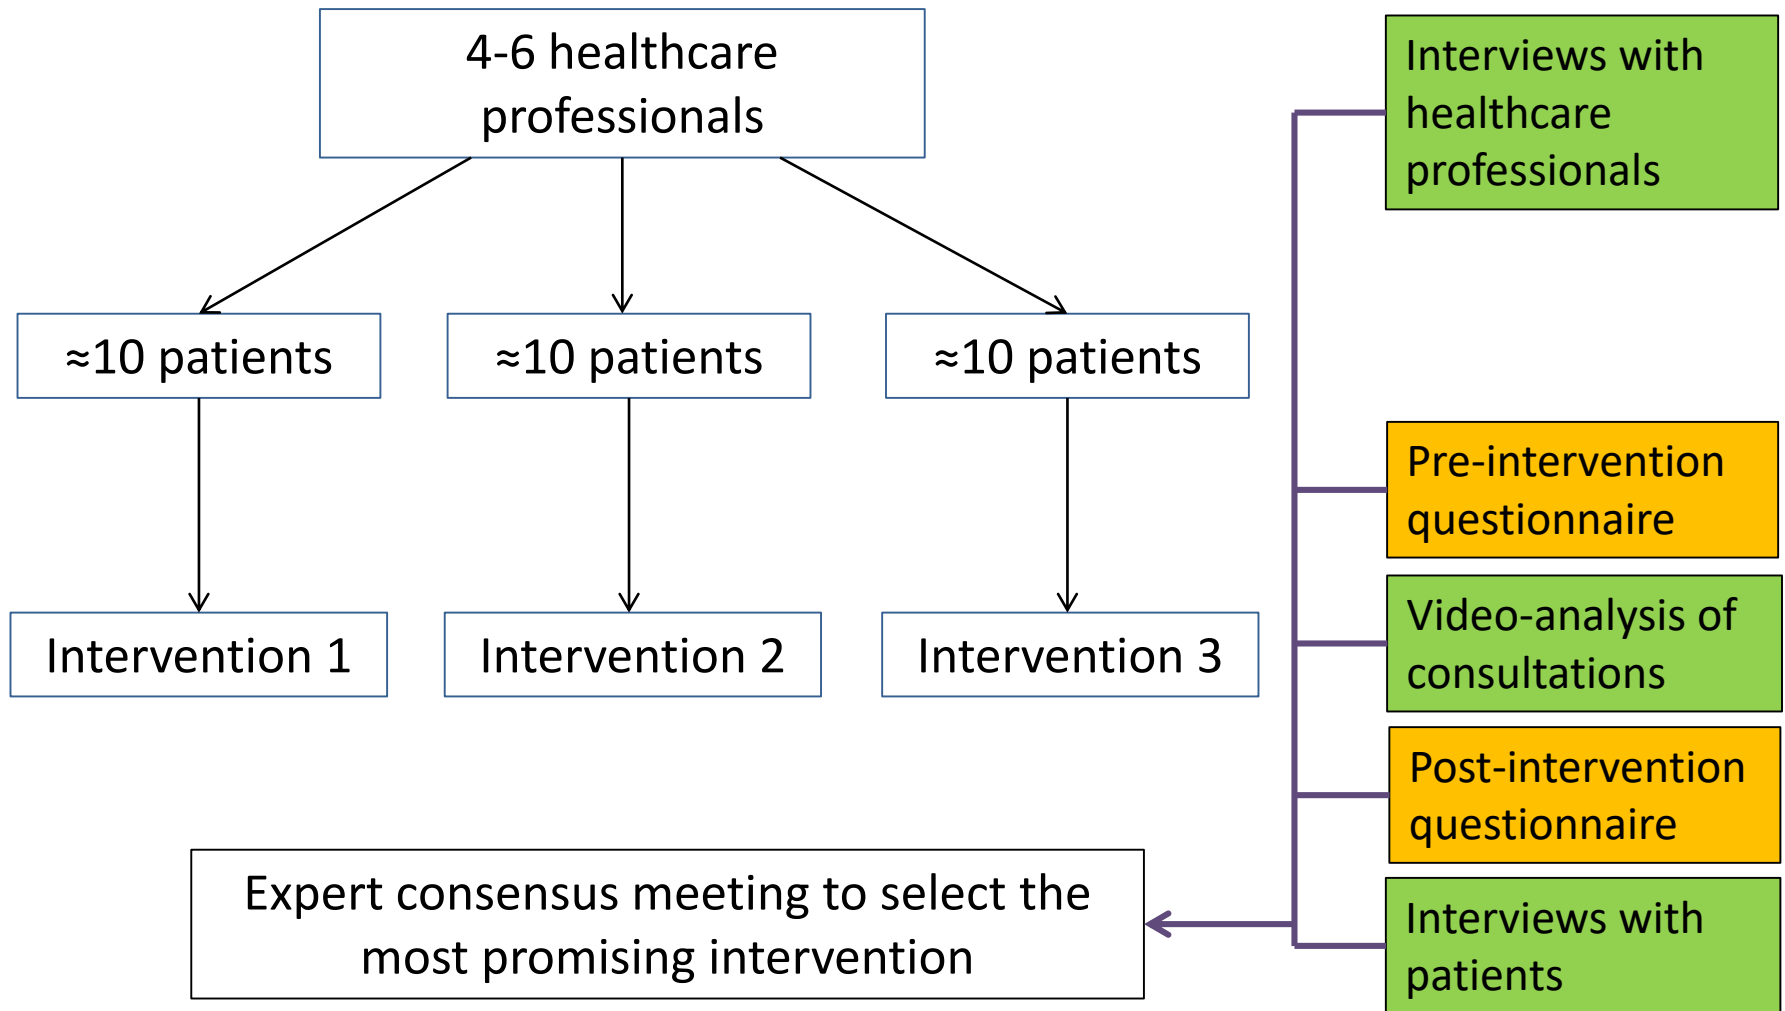 4-6 healthcare
professionals
≈10 patients
≈10 patients
≈10 patients
Intervention 1
Intervention 2
Intervention 3
Expert consensus meeting to select the
most promising intervention
Interviews with
healthcare
professionals
Pre-intervention
questionnaire
Video-analysis of
consultations
Post-intervention
questionnaire
Interviews with
patients